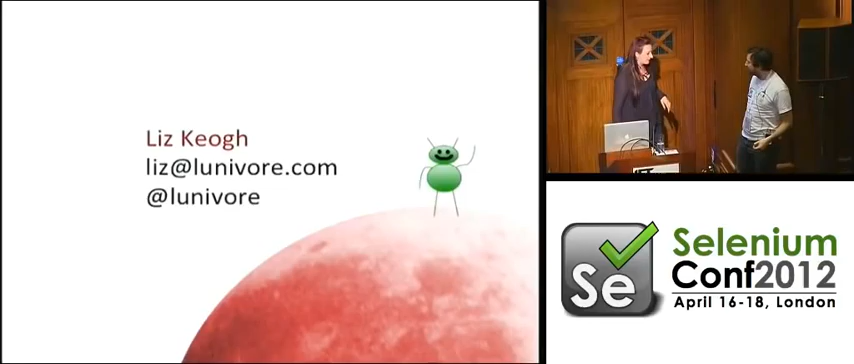 Liz Keogh
liz@lunivore.com
@lunivore
Se
Selenium
Conf2012
April 16-18, London